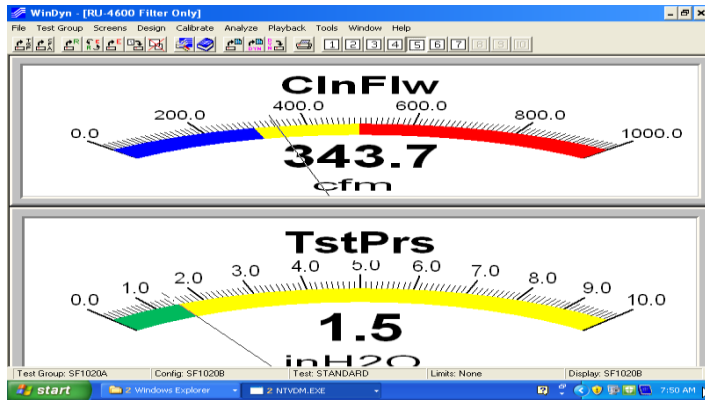 WinDyn - [RU-4600 Filter Only]
File Test Group Screens Design Calibrate Analyze Playback Tools Window Help
1 2 3 4 5 6 7 8 9 10
ClnFlw
0.0 200.0 400.0 600.0 800.0 1000.0
343.7
cfm
TstPrs
0.0 1.0 2.0 3.0 4.0 5.0 6.0 7.0 8.0 9.0 10.0
1.5
inH2O
Test Group: SF1020A Config: SF1020B Test: STANDARD Limits: None Display: SF1020B
start 2 Windows Explorer 2 NTVDM.EXE 7:50 AM